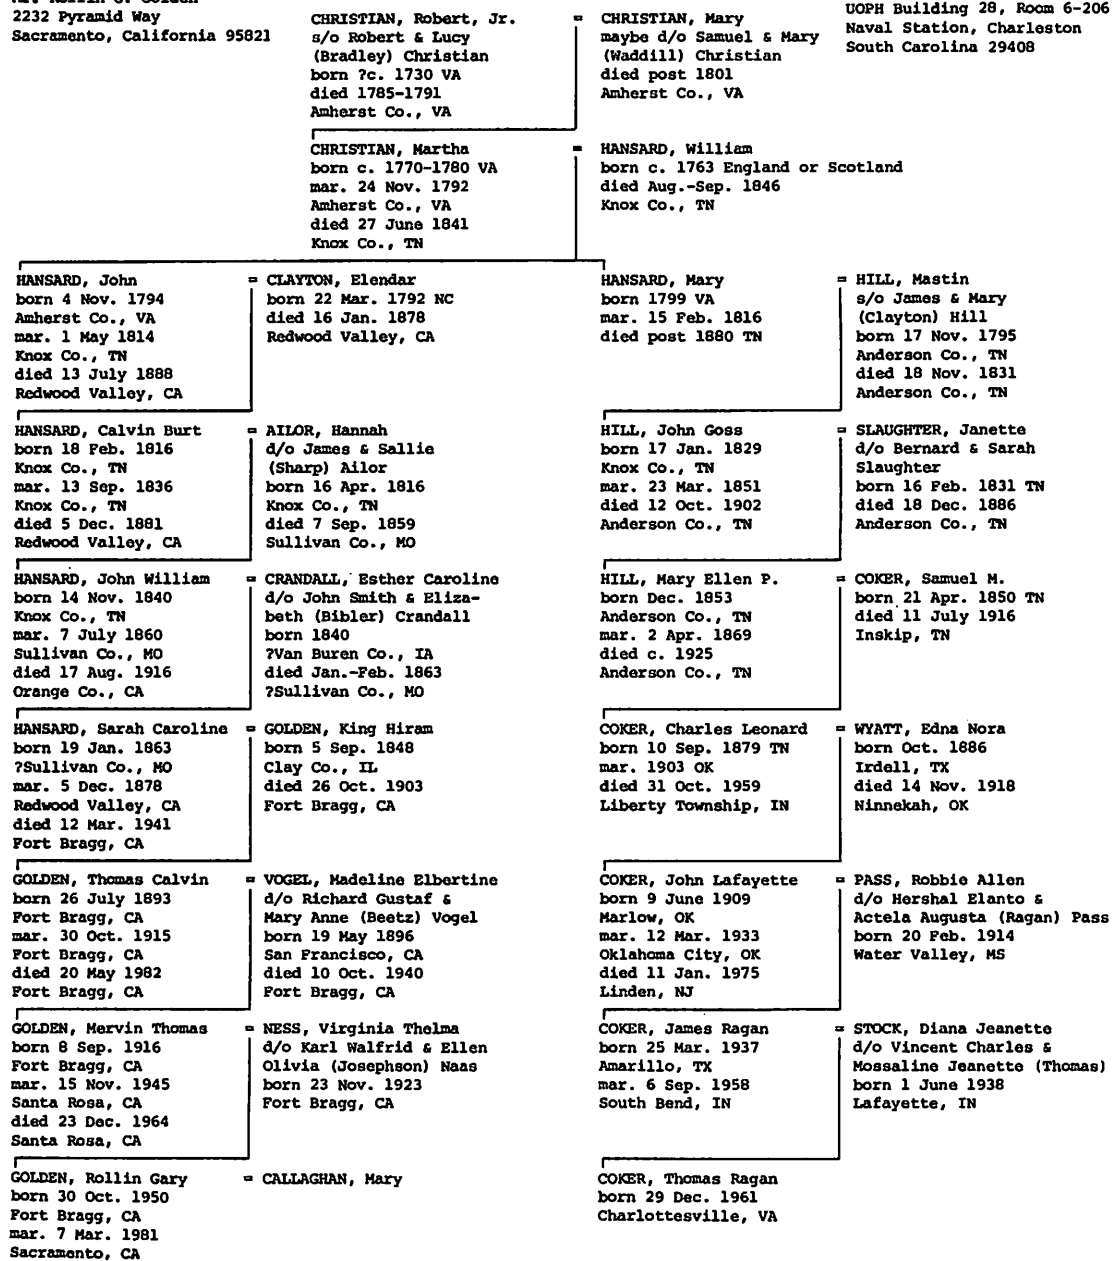 2232 Pyramid Way
Sacramento, California 95821
UOPH Building 28, Room 6-206
Naval Station, Charleston
South Carolina 29408
CHRISTIAN, Robert, Jr.
s/o Robert & Lucy
(Bradley) Christian
born ?c. 1730 VA
died 1785-1791
Amherst Co., VA
= CHRISTIAN, Mary
maybe d/o Samuel & Mary
(Waddill) Christian
died post 1801
Amherst Co., VA
CHRISTIAN, Martha
born c. 1770-1780 VA
mar. 24 Nov. 1792
Amherst Co., VA
died 27 June 1841
Knox Co., TN
= HANSARD, William
born c. 1763 England or Scotland
died Aug.-Sep. 1846
Knox Co., TN
HANSARD, John
born 4 Nov. 1794
Amherst Co., VA
mar. 1 May 1814
Knox Co., TN
died 13 July 1888
Redwood Valley, CA
= CLAYTON, Elendar
born 22 Mar. 1792 NC
died 16 Jan. 1878
Redwood Valley, CA
HANSARD, Mary
born 1799 VA
mar. 15 Feb. 1816
died post 1880 TN
= HILL, Mastin
s/o James & Mary
(Clayton) Hill
born 17 Nov. 1795
Anderson Co., TN
died 18 Nov. 1831
Anderson Co., TN
HANSARD, Calvin Burt
born 18 Feb. 1816
Knox Co., TN
mar. 13 Sep. 1836
Knox Co., TN
died 5 Dec. 1881
Redwood Valley, CA
= AILOR, Hannah
d/o James & Sallie
(Sharp) Ailor
born 16 Apr. 1816
Knox Co., TN
died 7 Sep. 1859
Sullivan Co., MO
HILL, John Goss
born 17 Jan. 1829
Knox Co., TN
mar. 23 Mar. 1851
died 12 Oct. 1902
Anderson Co., TN
= SLAUGHTER, Janette
d/o Bernard & Sarah
Slaughter
born 16 Feb. 1831 TN
died 18 Dec. 1886
Anderson Co., TN
HANSARD, John William
born 14 Nov. 1840
Knox Co., TN
mar. 7 July 1860
Sullivan Co., MO
died 17 Aug. 1916
Orange Co., CA
= CRANDALL, Esther Caroline
d/o John Smith & Eliza-
beth (Bibler) Crandall
born 1840
?Van Buren Co., IA
died Jan.-Feb. 1863
?Sullivan Co., MO
HILL, Mary Ellen P.
born Dec. 1853
Anderson Co., TN
mar. 2 Apr. 1869
died c. 1925
Anderson Co., TN
= COKER, Samuel M.
born 21 Apr. 1850 TN
died 11 July 1916
Inskip, TN
HANSARD, Sarah Caroline
born 19 Jan. 1863
?Sullivan Co., MO
mar. 5 Dec. 1878
Redwood Valley, CA
died 12 Mar. 1941
Fort Bragg, CA
= GOLDEN, King Hiram
born 5 Sep. 1848
Clay Co., IL
died 26 Oct. 1903
Fort Bragg, CA
COKER, Charles Leonard
born 10 Sep. 1879 TN
mar. 1903 OK
died 31 Oct. 1959
Liberty Township, IN
= WYATT, Edna Nora
born Oct. 1886
Irdell, TX
died 14 Nov. 1918
Ninnekah, OK
GOLDEN, Thomas Calvin
born 26 July 1893
Fort Bragg, CA
mar. 30 Oct. 1915
Fort Bragg, CA
died 20 May 1982
Fort Bragg, CA
= VOGEL, Madeline Elbertine
d/o Richard Gustaf &
Mary Anne (Beetz) Vogel
born 19 May 1896
San Francisco, CA
died 10 Oct. 1940
Fort Bragg, CA
COKER, John Lafayette
born 9 June 1909
Marlow, OK
mar. 12 Mar. 1933
Oklahoma City, OK
died 11 Jan. 1975
Linden, NJ
= PASS, Robbie Allen
d/o Hershal Elanto &
Actela Augusta (Ragan) Pass
born 20 Feb. 1914
Water Valley, MS
GOLDEN, Mervin Thomas
born 8 Sep. 1916
Fort Bragg, CA
mar. 15 Nov. 1945
Santa Rosa, CA
died 23 Dec. 1964
Santa Rosa, CA
= NESS, Virginia Thelma
d/o Karl Walfrid & Ellen
Olivia (Josephson) Naas
born 23 Nov. 1923
Fort Bragg, CA
COKER, James Ragan
born 25 Mar. 1937
Amarillo, TX
mar. 6 Sep. 1958
South Bend, IN
= STOCK, Diana Jeanette
d/o Vincent Charles &
Mossaline Jeanette (Thomas)
born 1 June 1938
Lafayette, IN
GOLDEN, Rollin Gary
born 30 Oct. 1950
Fort Bragg, CA
mar. 7 Mar. 1981
Sacramento, CA
= CALLAGHAN, Mary
COKER, Thomas Ragan
born 29 Dec. 1961
Charlottesville, VA